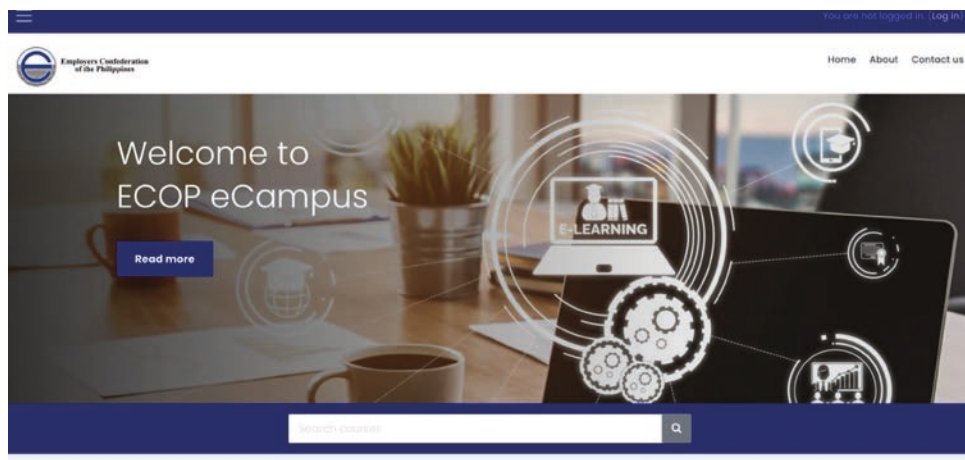 You are not logged in. (Log in)
Employers Confederation
of the Philippines
Home About Contact us
Welcome to
ECOP eCampus
E-LEARNING
Read more
Search courses